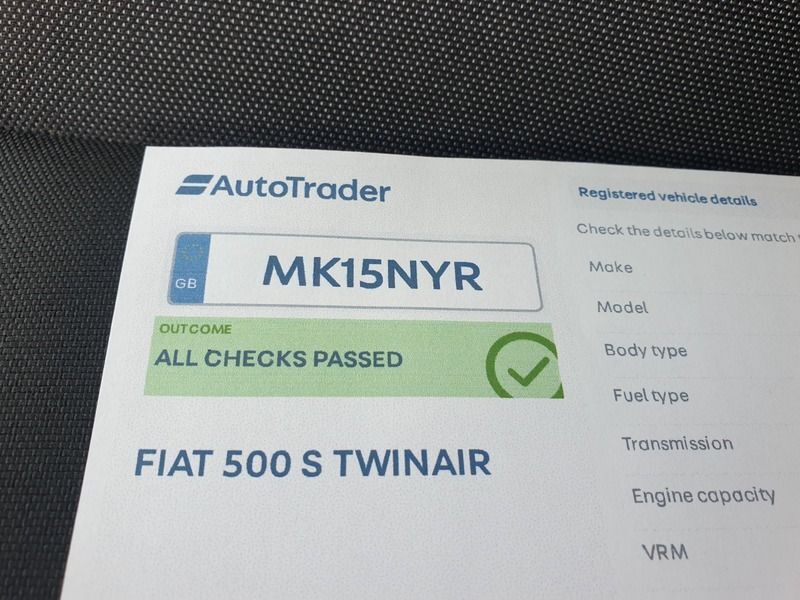 AutoTrader
GB
MK15NYR
OUTCOME
ALL CHECKS PASSED
FIAT 500 S TWINAIR
Registered vehicle details
Check the details below match
Make
Model
Body type
Fuel type
Transmission
Engine capacity
VRM